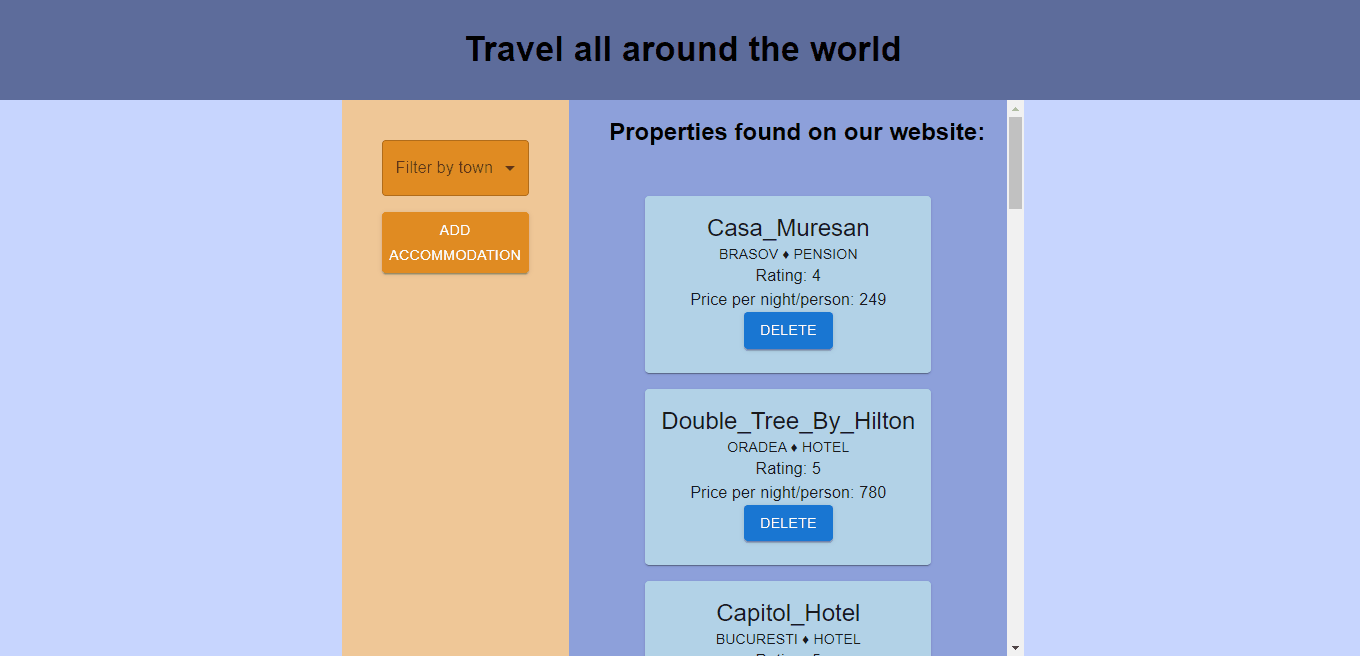 Travel all around the world
Filter by town
ADD
ACCOMMODATION
Properties found on our website:
Casa_Muresan
BRASOV ♦ PENSION
Rating: 4
Price per night/person: 249
DELETE
Double_Tree_By_Hilton
ORADEA ♦ HOTEL
Rating: 5
Price per night/person: 780
DELETE
Capitol_Hotel
BUCURESTI ♦ HOTEL
Rating: 5